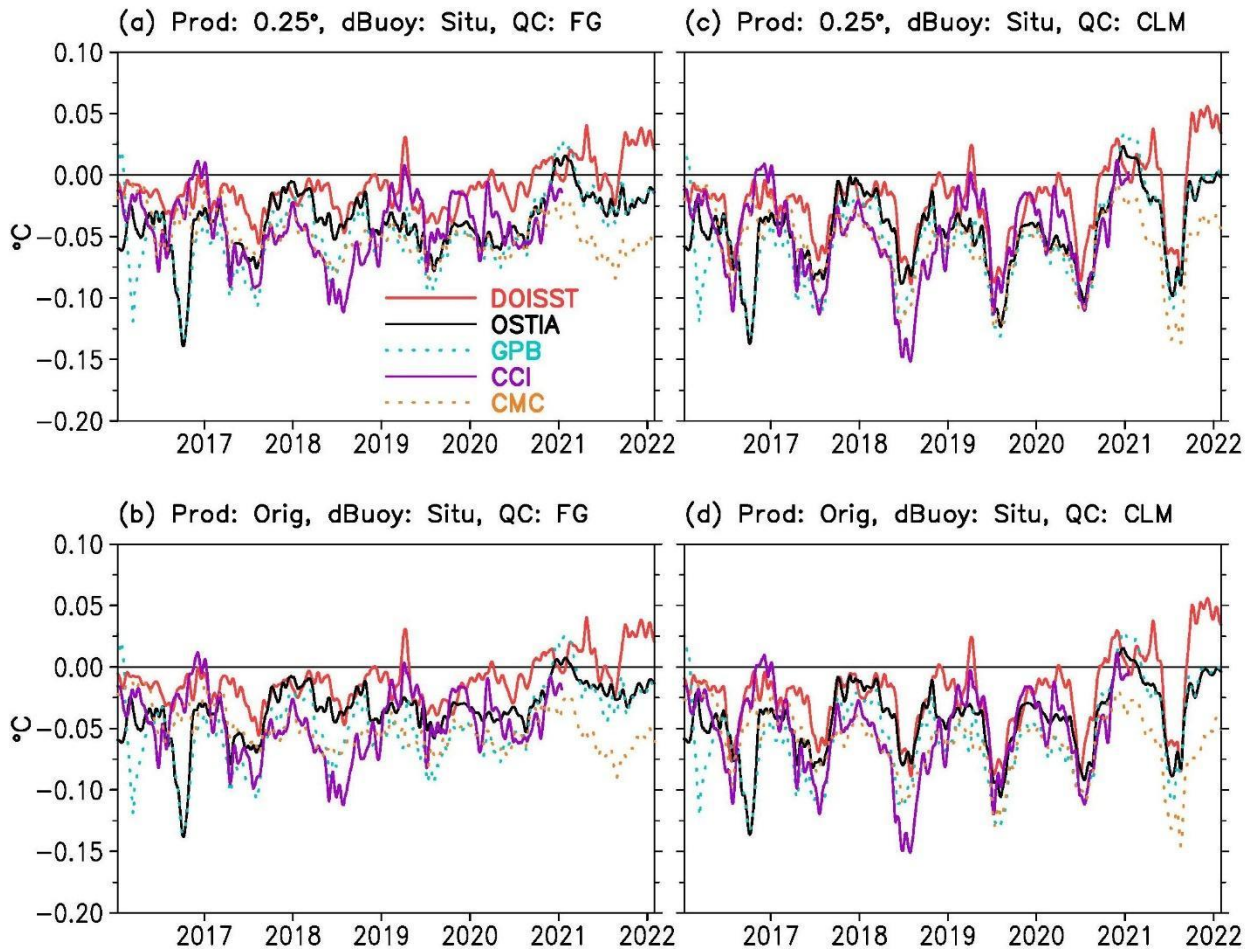 (a) Prod: 0.25°, dBuoy: Situ, QC: FG
(c) Prod: 0.25°, dBuoy: Situ, QC: CLM
0.10
0.05
0.00
−0.05
−0.10
−0.15
−0.20
°C
DOISST
OSTIA
GPB
CCI
CMC
2017 2018 2019 2020 2021 2022
2017 2018 2019 2020 2021 2022
(b) Prod: Orig, dBuoy: Situ, QC: FG
(d) Prod: Orig, dBuoy: Situ, QC: CLM
0.10
0.05
0.00
−0.05
−0.10
−0.15
−0.20
°C
2017 2018 2019 2020 2021 2022
2017 2018 2019 2020 2021 2022